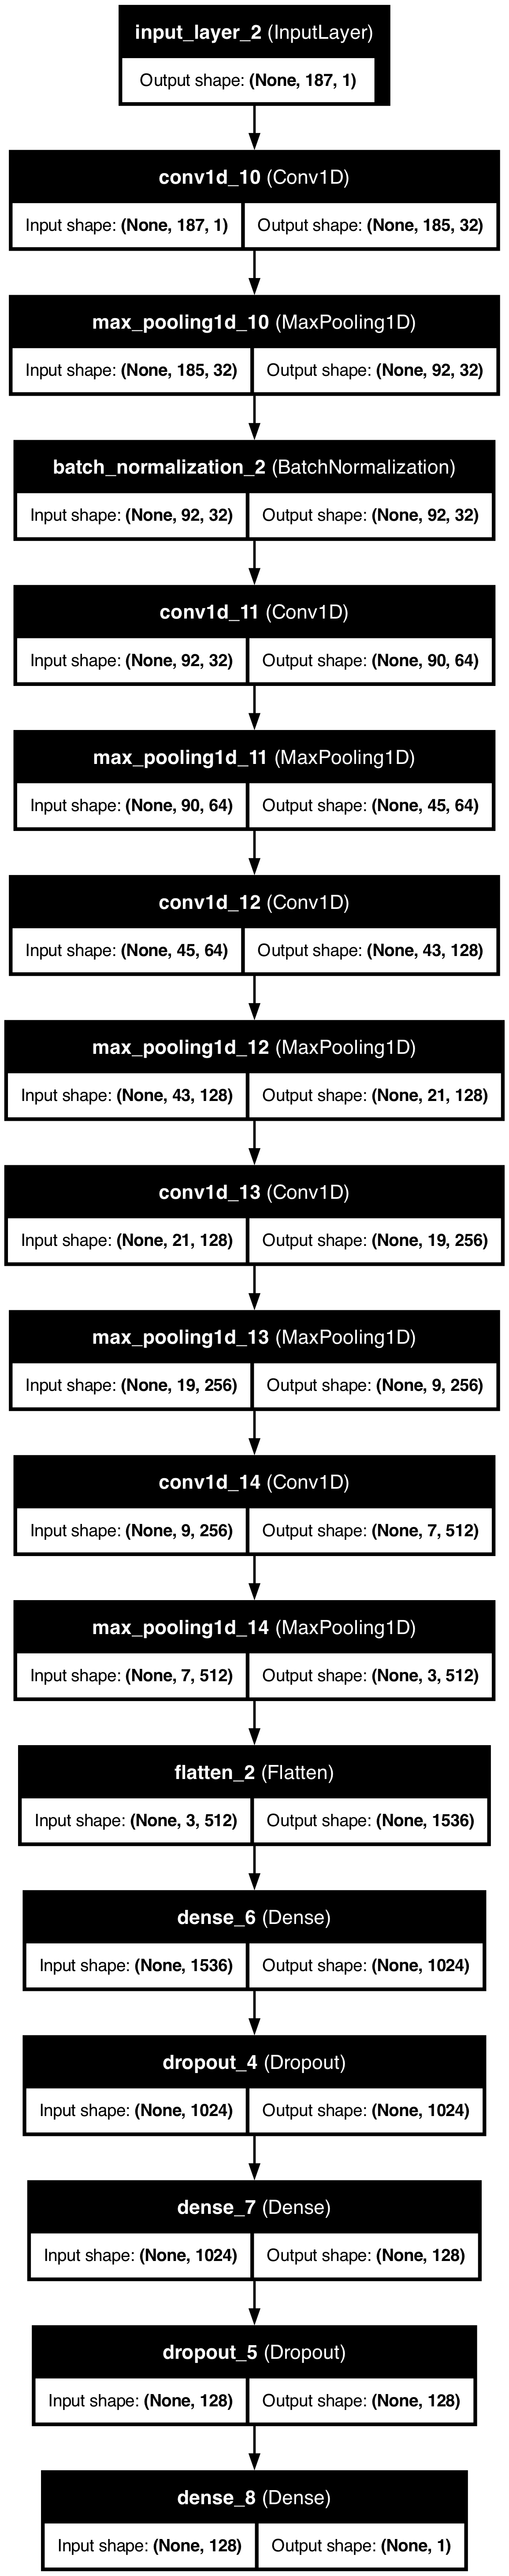 input_layer_2 (InputLayer)
Output shape: (None, 187, 1)
conv1d_10 (Conv1D)
Input shape: (None, 187, 1) Output shape: (None, 185, 32)
max_pooling1d_10 (MaxPooling1D)
Input shape: (None, 185, 32) Output shape: (None, 92, 32)
batch_normalization_2 (BatchNormalization)
Input shape: (None, 92, 32) Output shape: (None, 92, 32)
conv1d_11 (Conv1D)
Input shape: (None, 92, 32) Output shape: (None, 90, 64)
max_pooling1d_11 (MaxPooling1D)
Input shape: (None, 90, 64) Output shape: (None, 45, 64)
conv1d_12 (Conv1D)
Input shape: (None, 45, 64) Output shape: (None, 43, 128)
max_pooling1d_12 (MaxPooling1D)
Input shape: (None, 43, 128) Output shape: (None, 21, 128)
conv1d_13 (Conv1D)
Input shape: (None, 21, 128) Output shape: (None, 19, 256)
max_pooling1d_13 (MaxPooling1D)
Input shape: (None, 19, 256) Output shape: (None, 9, 256)
conv1d_14 (Conv1D)
Input shape: (None, 9, 256) Output shape: (None, 7, 512)
max_pooling1d_14 (MaxPooling1D)
Input shape: (None, 7, 512) Output shape: (None, 3, 512)
flatten_2 (Flatten)
Input shape: (None, 3, 512) Output shape: (None, 1536)
dense_6 (Dense)
Input shape: (None, 1536) Output shape: (None, 1024)
dropout_4 (Dropout)
Input shape: (None, 1024) Output shape: (None, 1024)
dense_7 (Dense)
Input shape: (None, 1024) Output shape: (None, 128)
dropout_5 (Dropout)
Input shape: (None, 128) Output shape: (None, 128)
dense_8 (Dense)
Input shape: (None, 128) Output shape: (None, 1)